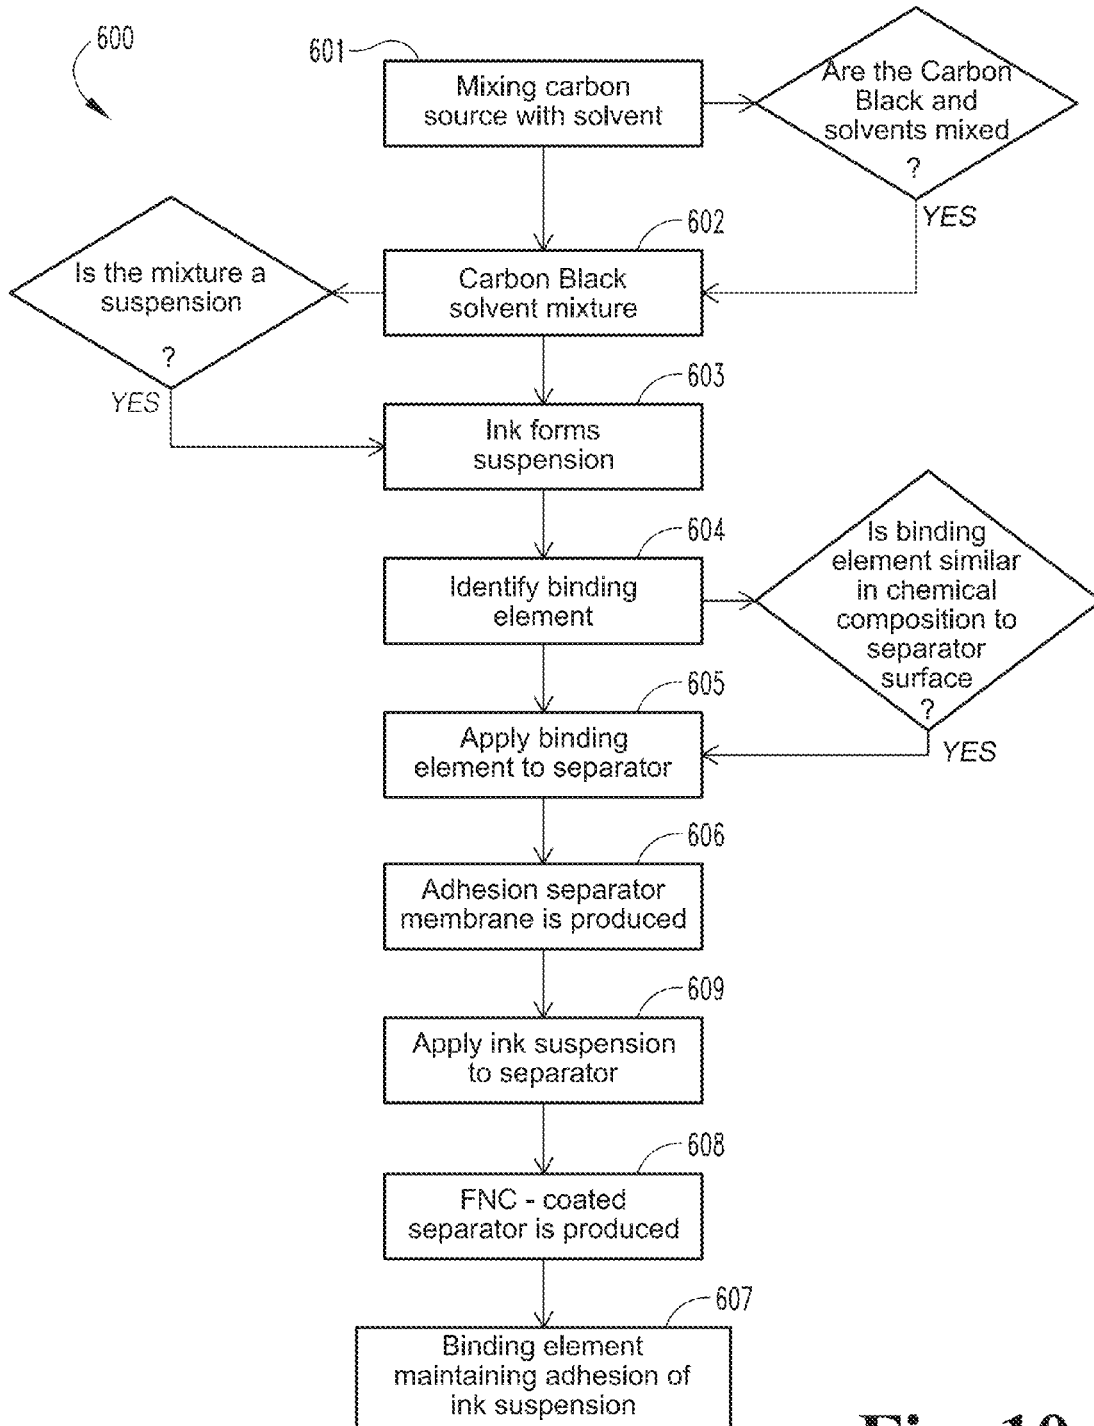 600
601
Mixing carbon
source with solvent
Are the Carbon
Black and
solvents mixed
?
YES
602
Carbon Black
solvent mixture
Is the mixture a
suspension
?
YES
603
Ink forms
suspension
604
Identify binding
element
Is binding
element similar
in chemical
composition to
separator
surface
?
YES
605
Apply binding
element to separator
606
Adhesion separator
membrane is produced
609
Apply ink suspension
to separator
608
FNC - coated
separator is produced
607
Binding element
maintaining adhesion of
ink suspension